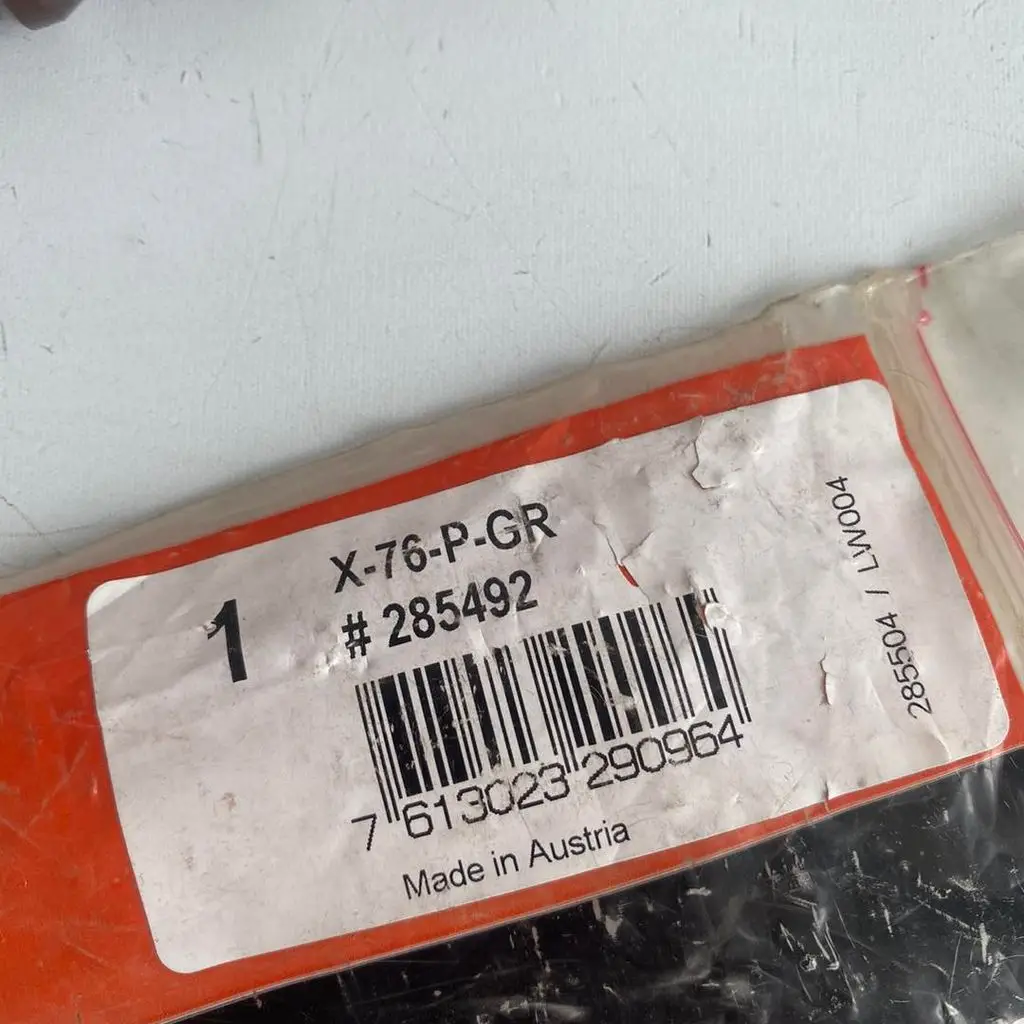 1
X-76-P-GR
# 285492
7 613023 290964
Made in Austria
285504 / LW004